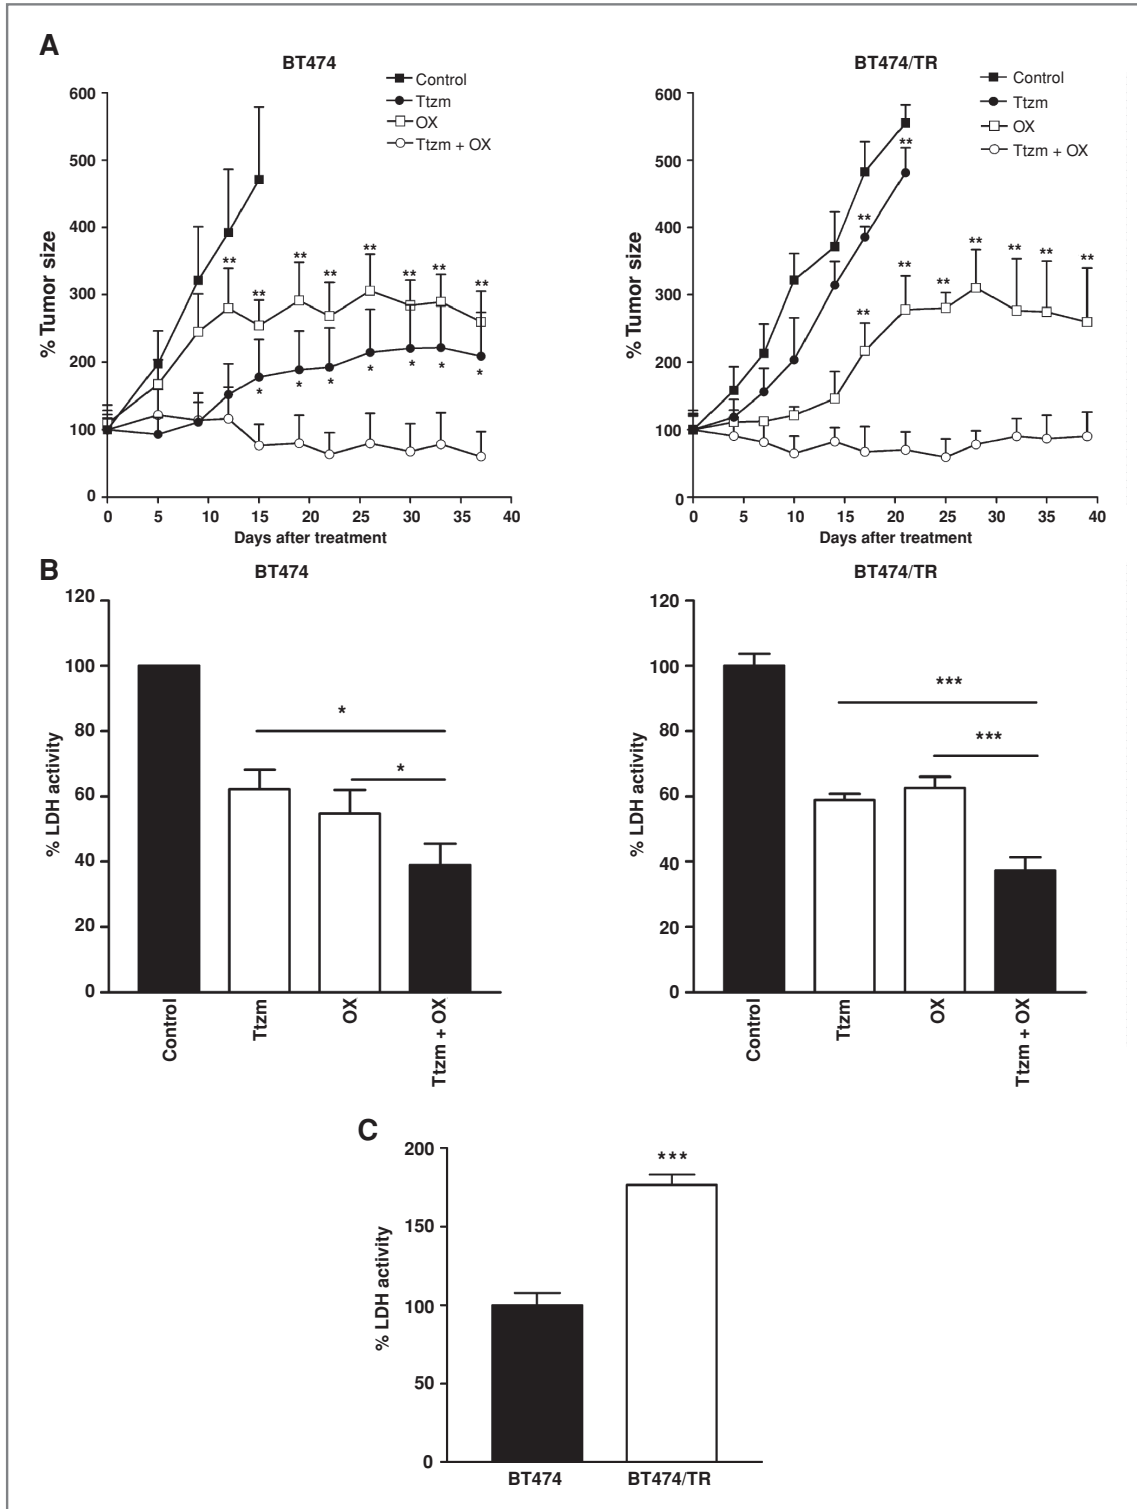 A
BT474
Control
Ttzm
OX
Ttzm + OX
% Tumor size
600
500
400
300
200
100
0
** ** ** ** ** ** ** **
* * * * * * *
0 5 10 15 20 25 30 35 40
Days after treatment
BT474/TR
Control
Ttzm
OX
Ttzm + OX
% Tumor size
600
500
400
300
200
100
0
** **
** ** ** ** ** ** **
0 5 10 15 20 25 30 35 40
Days after treatment
B
BT474
% LDH activity
120
100
80
60
40
20
0
*
*
Control
Ttzm
OX
Ttzm + OX
BT474/TR
% LDH activity
120
100
80
60
40
20
0
***
***
Control
Ttzm
OX
Ttzm + OX
C
% LDH activity
200
150
100
50
0
***
BT474 BT474/TR